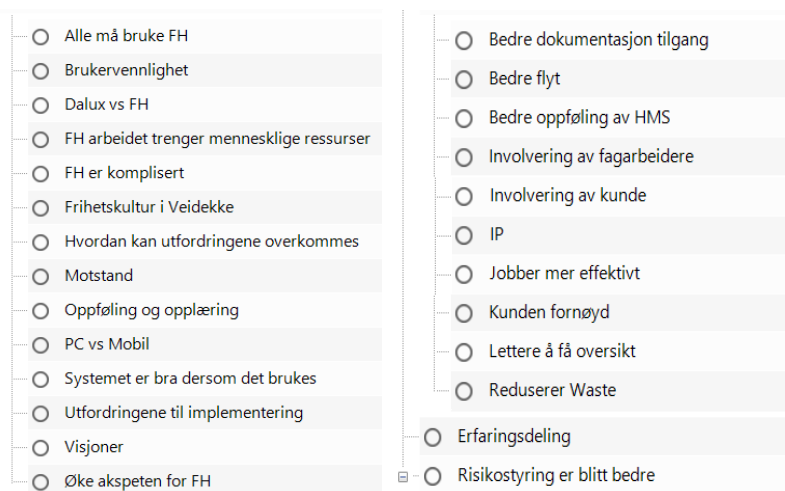 Alle må bruke FH
Brukervennlighet
Dalux vs FH
FH arbeidet trenger mennesklige ressurser
FH er komplisert
Frihetskultur i Veidekke
Hvordan kan utfordringene overkommes
Motstand
Oppføling og opplæring
PC vs Mobil
Systemet er bra dersom det brukes
Utfordringene til implementering
Visjoner
Øke akspeten for FH
Bedre dokumentasjon tilgang
Bedre flyt
Bedre oppføling av HMS
Involvering av fagarbeidere
Involvering av kunde
IP
Jobber mer effektivt
Kunden fornøyd
Lettere å få oversikt
Reduserer Waste
Erfaringsdeling
Risikostyring er blitt bedre